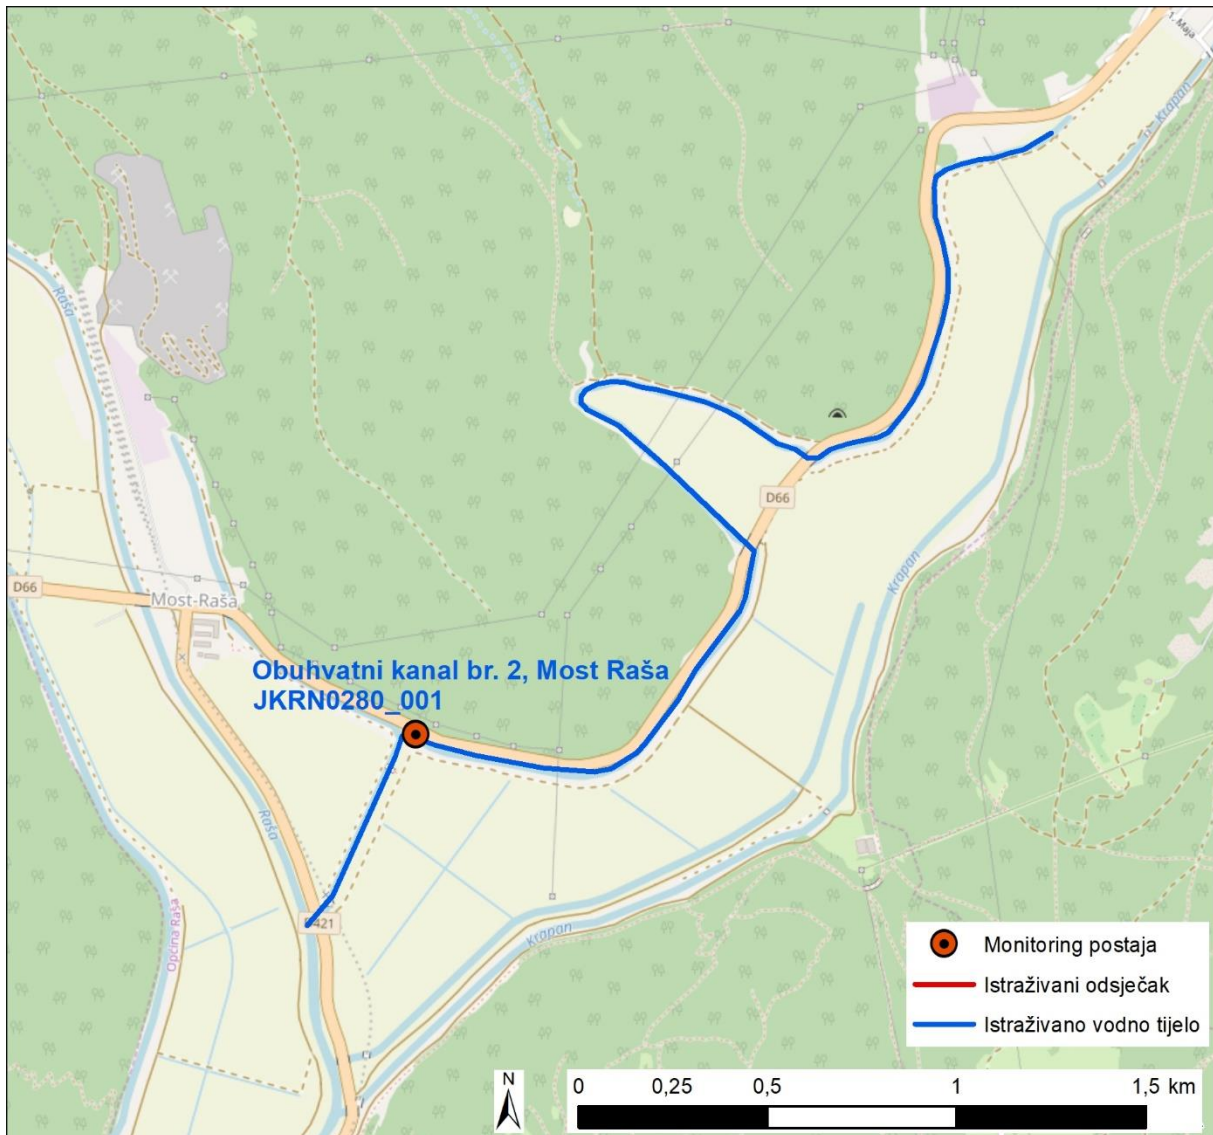 1. Maja
Krapan
Raša
D66
Krapan
D66
Most-Raša
Obuhvatni kanal br. 2, Most Raša
JKRN0280_001
Raša
421
Općina Raša
Krapan
Monitoring postaja
Istraživani odsječak
Istraživano vodno tijelo
N
0 0,25 0,5 1 1,5 km